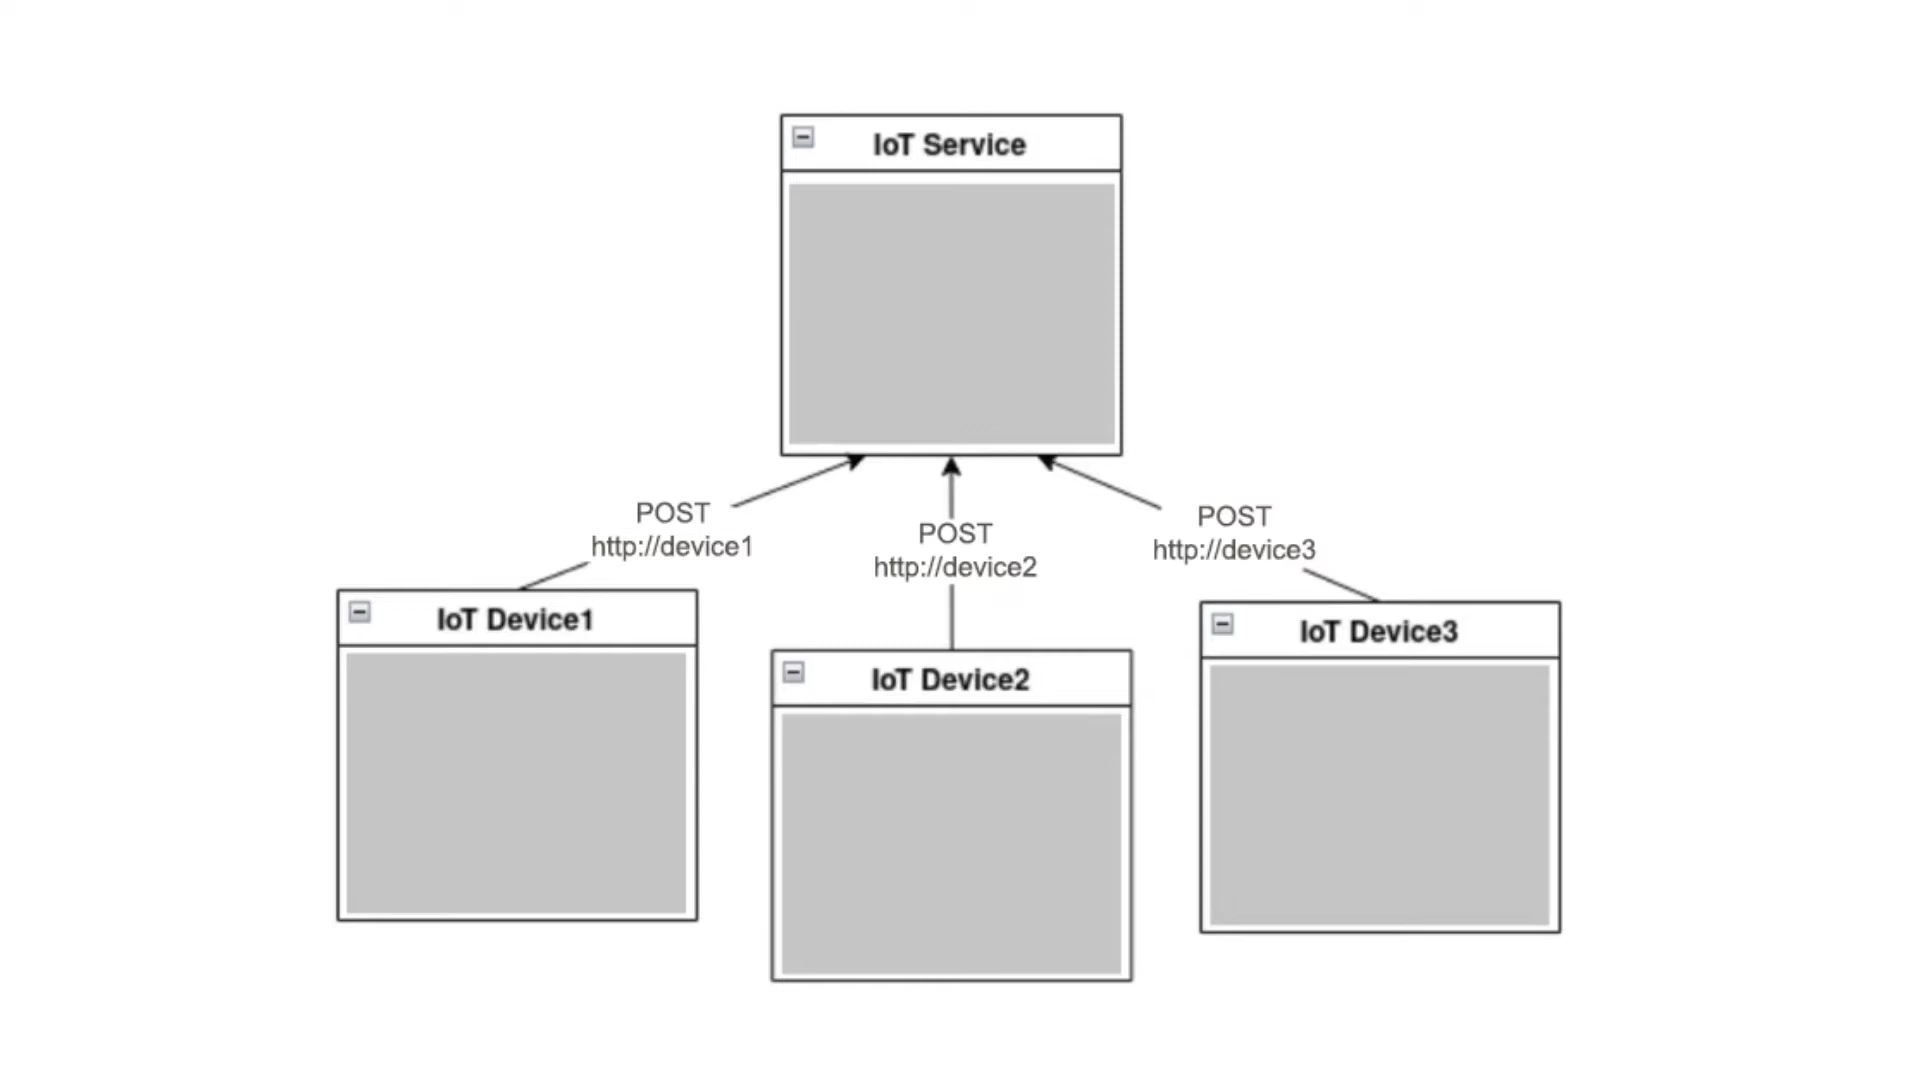 IoT Service
POST
http://device1
POST
http://device2
POST
http://device3
IoT Device1
IoT Device2
IoT Device3